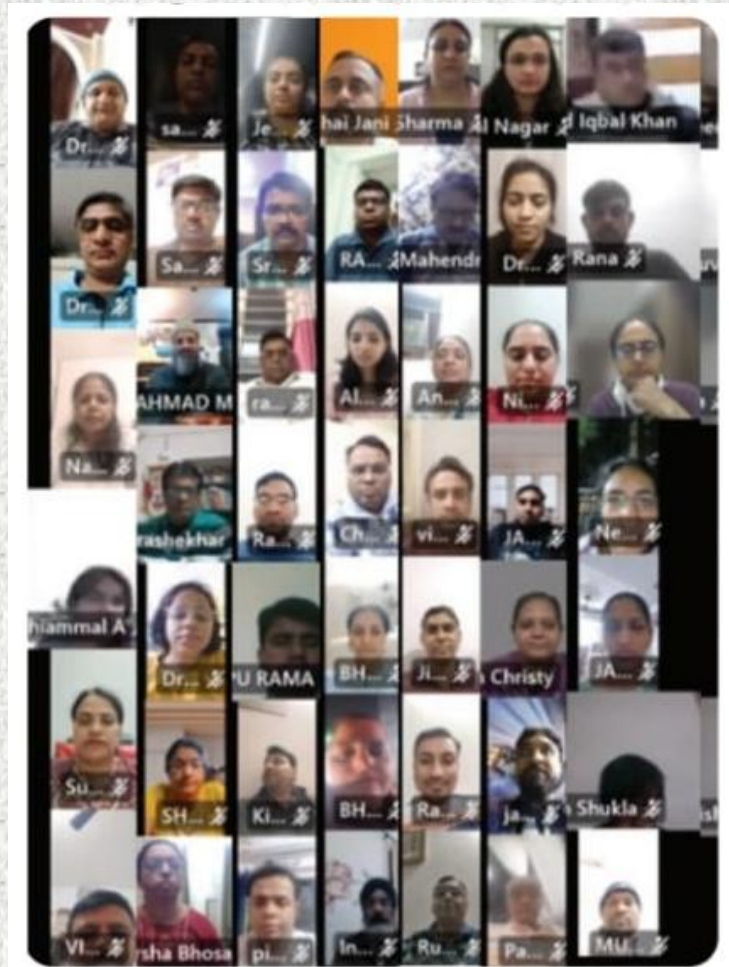 Dr...
sa...
Je...
hai Jani
Sharma
l Nagar
d Iqbal Khan
Dr...
Sa...
Sr...
RA...
Mahendr
Dr...
Rana
Na...
AHMAD M
ra...
Al...
An...
Ni...
rashekhar
Ra...
Ch...
vi...
JA...
Ne...
hiammal A
Dr...
PU RAMA
BH...
Ji...
Christy
JA...
Su...
SH...
Ki...
BH...
Ra...
ja...
Shukla
VI...
rsha Bhosa
pi...
In...
Ru...
Pa...
MU...